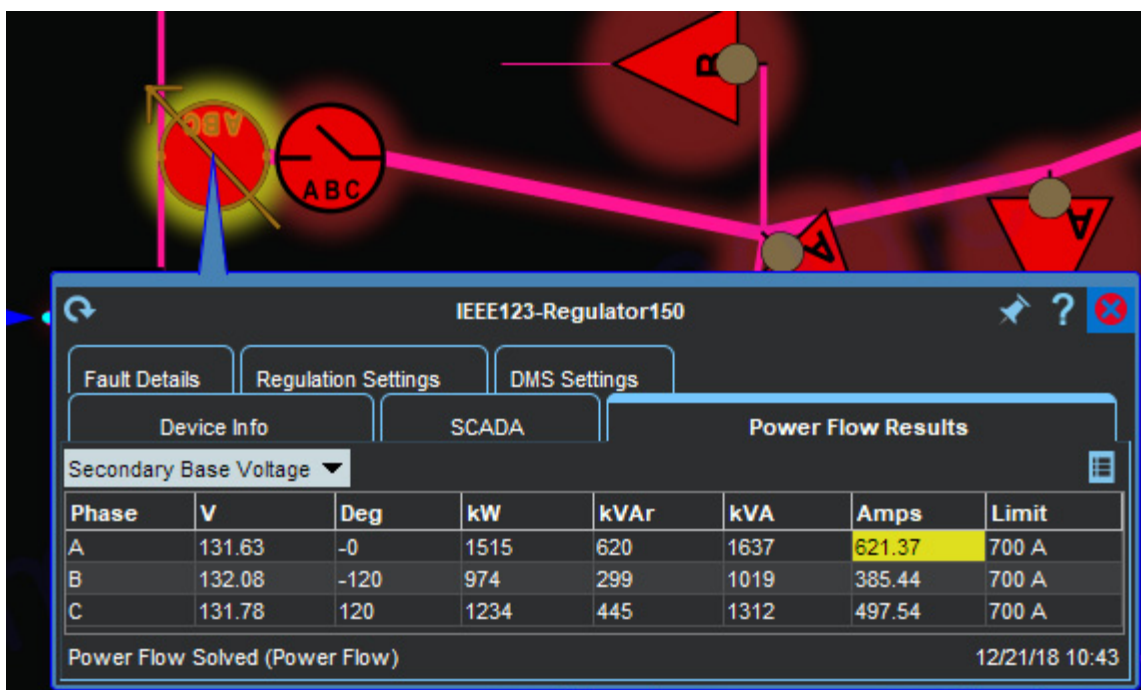 B
ABC
ABC
A
A
IEEE123-Regulator150
?
Fault Details Regulation Settings DMS Settings
Device Info SCADA Power Flow Results
Secondary Base Voltage
Phase V Deg kW kVAr kVA Amps Limit
A 131.63 -0 1515 620 1637 621.37 700 A
B 132.08 -120 974 299 1019 385.44 700 A
C 131.78 120 1234 445 1312 497.54 700 A
Power Flow Solved (Power Flow) 12/21/18 10:43